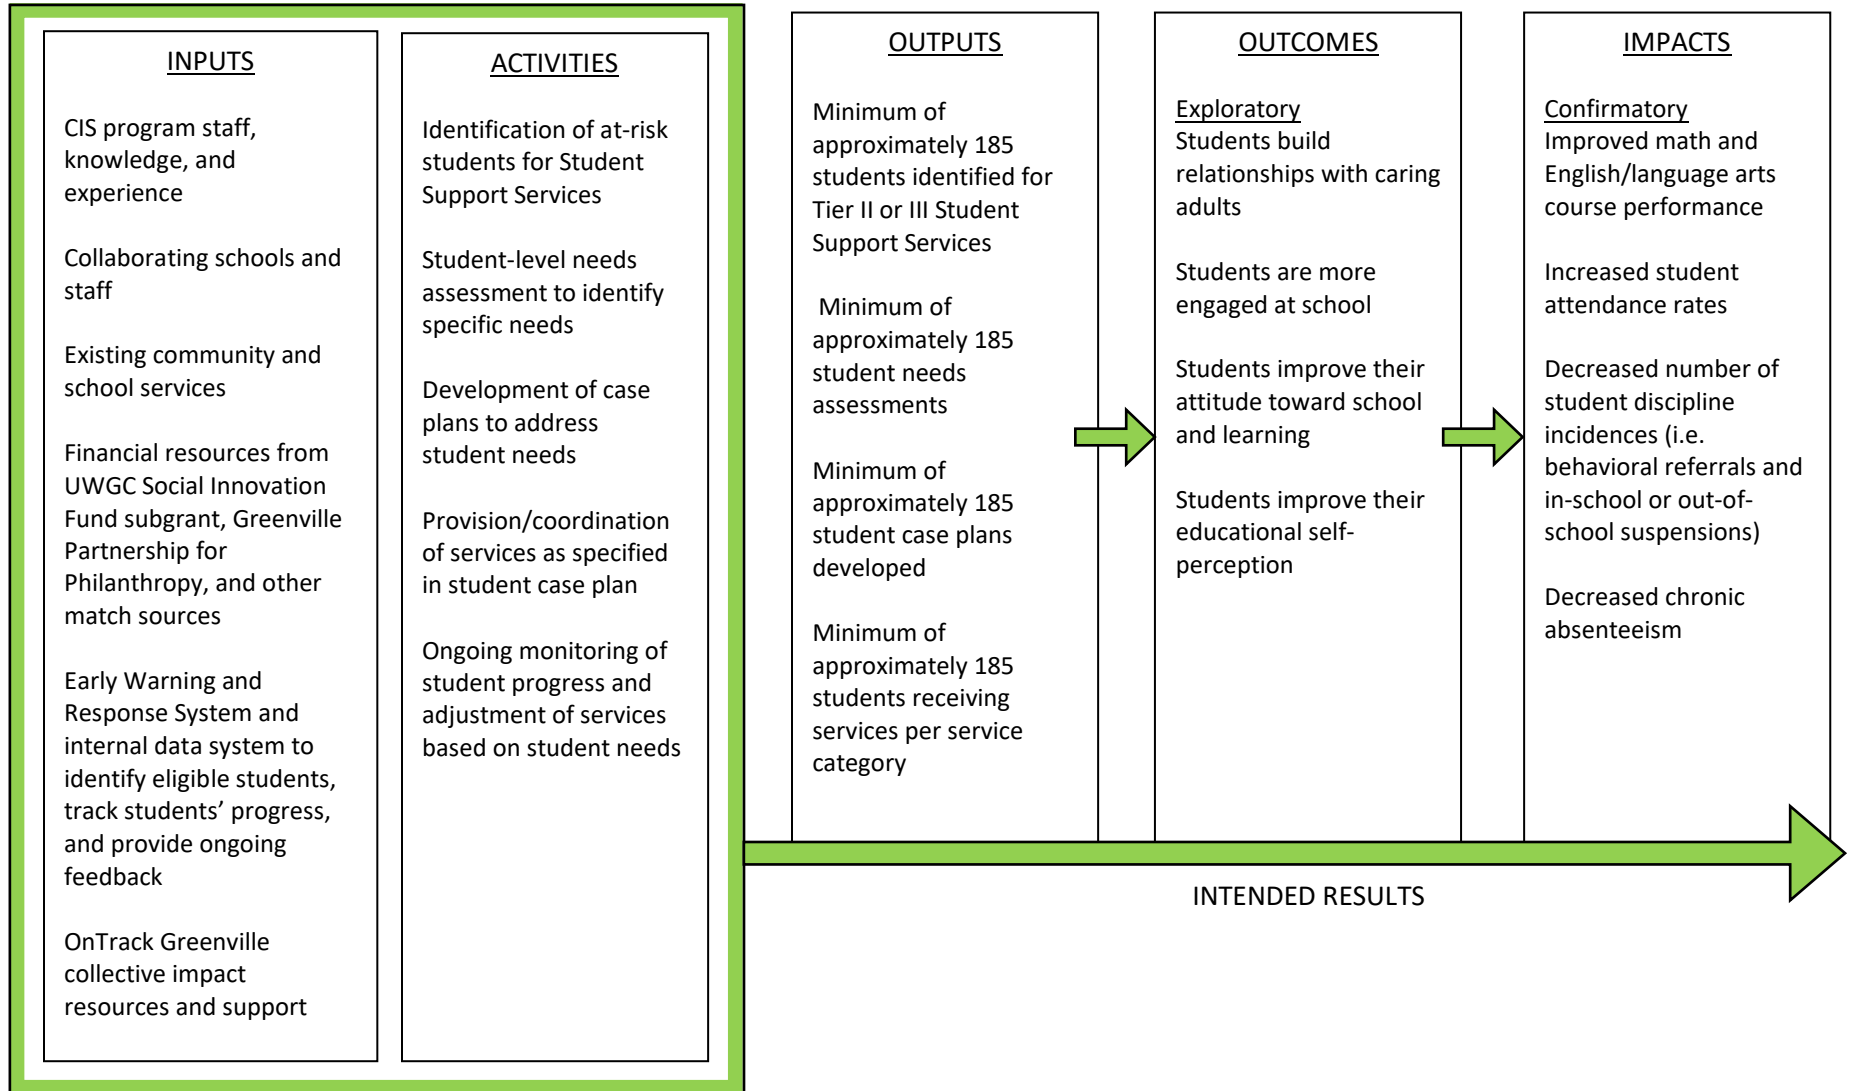 INPUTS
CIS program staff,
knowledge, and
experience
Collaborating schools and
staff
Existing community and
school services
Financial resources from
UWGC Social Innovation
Fund subgrant, Greenville
Partnership for
Philanthropy, and other
match sources
Early Warning and
Response System and
internal data system to
identify eligible students,
track students’ progress,
and provide ongoing
feedback
OnTrack Greenville
collective impact
resources and support
ACTIVITIES
Identification of at-risk
students for Student
Support Services
Student-level needs
assessment to identify
specific needs
Development of case
plans to address
student needs
Provision/coordination
of services as specified
in student case plan
Ongoing monitoring of
student progress and
adjustment of services
based on student needs
OUTPUTS
Minimum of
approximately 185
students identified for
Tier II or III Student
Support Services
Minimum of
approximately 185
student needs
assessments
Minimum of
approximately 185
student case plans
developed
Minimum of
approximately 185
students receiving
services per service
category
OUTCOMES
Exploratory
Students build
relationships with caring
adults
Students are more
engaged at school
Students improve their
attitude toward school
and learning
Students improve their
educational self-
perception
IMPACTS
Confirmatory
Improved math and
English/language arts
course performance
Increased student
attendance rates
Decreased number of
student discipline
incidences (i.e.
behavioral referrals and
in-school or out-of-
school suspensions)
Decreased chronic
absenteeism
INTENDED RESULTS